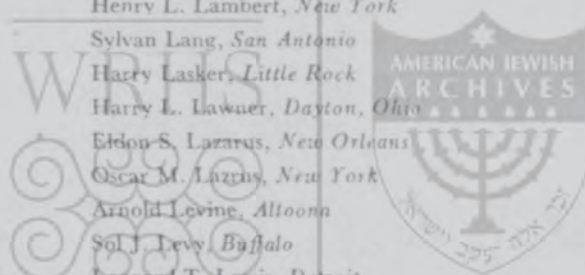 Henry L. Lambert, New York
Sylvan Lang, San Antonio
Harry Lasker, Little Rock
Harry L. Lawner, Dayton, Ohio
Eldon S. Lazarus, New Orleans
Oscar M. Lazrus, New York
Arnold Levine, Altoona
Sol J. Levy, Buffalo
WRHS
AMERICAN JEWISH
ARCHIVES